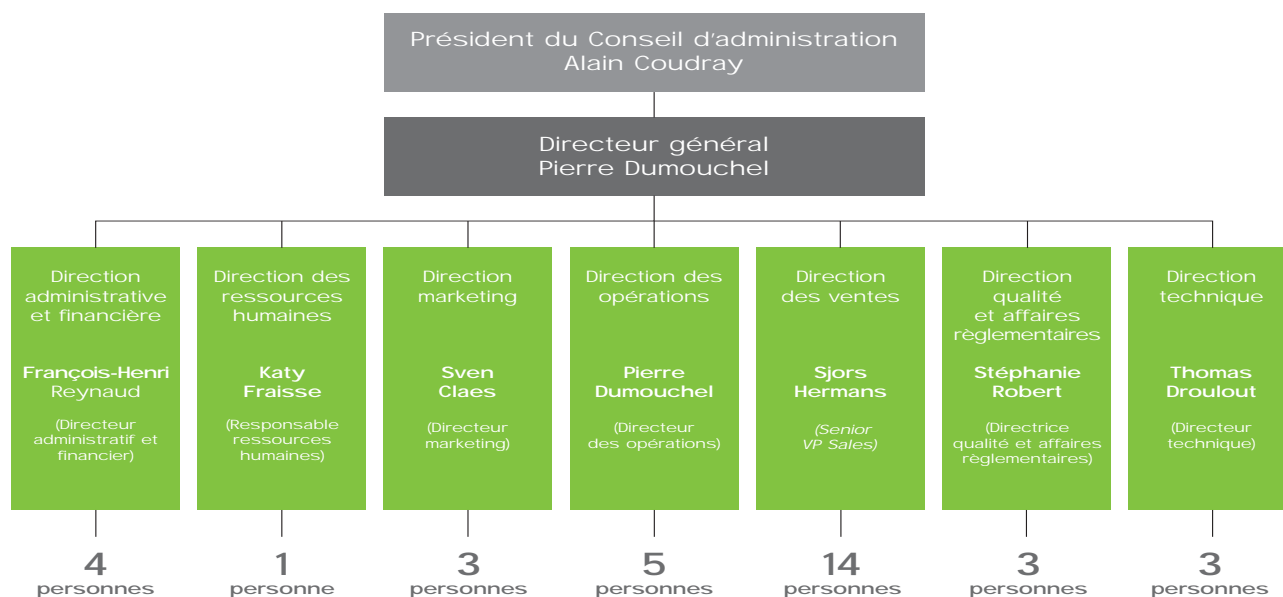 Président du Conseil d'administration
Alain Coudray
Directeur général
Pierre Dumouchel
Direction
administrative
et financière
François-Henri
Reynaud
(Directeur
administratif et
financier)
4
personnes
Direction des
ressources
humaines
Katy
Fraisse
(Responsable
ressources
humaines)
1
personne
Direction
marketing
Sven
Claes
(Directeur
marketing)
3
personnes
Direction des
opérations
Pierre
Dumouchel
(Directeur
des opérations)
5
personnes
Direction
des ventes
Sjors
Hermans
(Senior
VP Sales)
14
personnes
Direction
qualité
et affaires
règlementaires
Stéphanie
Robert
(Directrice
qualité et affaires
règlementaires)
3
personnes
Direction
technique
Thomas
Droulout
(Directeur
technique)
3
personnes